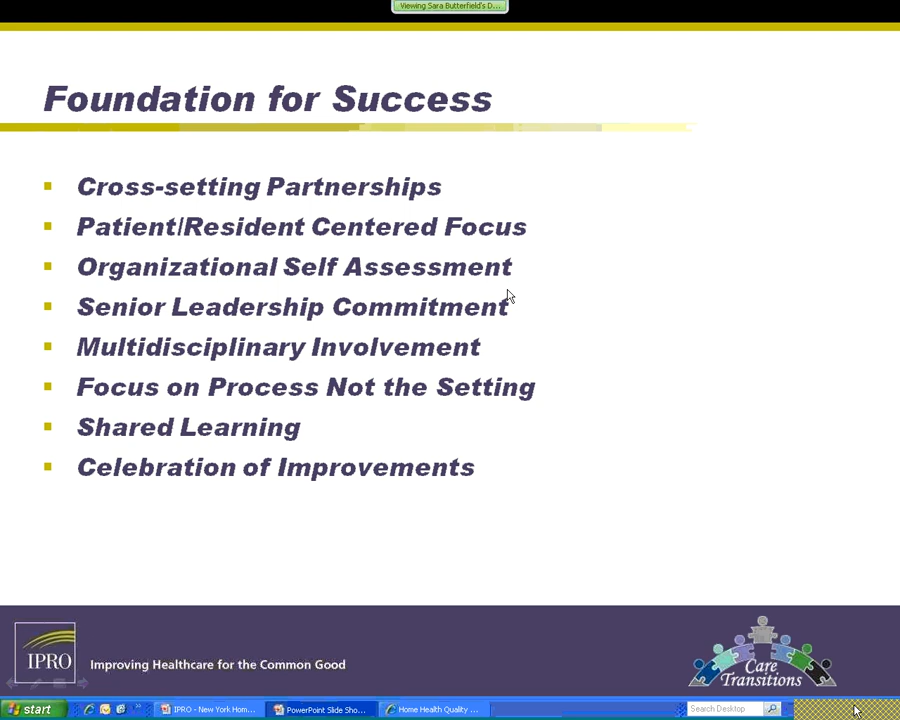 Viewing Sara Butterfield's D...
Foundation for Success
Cross-setting Partnerships
Patient/Resident Centered Focus
Organizational Self Assessment
Senior Leadership Commitment
Multidisciplinary Involvement
Focus on Process Not the Setting
Shared Learning
Celebration of Improvements
IPRO
Improving Healthcare for the Common Good
Care
Transitions
start
IPRO - New York Hom...
PowerPoint Slide Sho...
Home Health Quality ...
Search Desktop